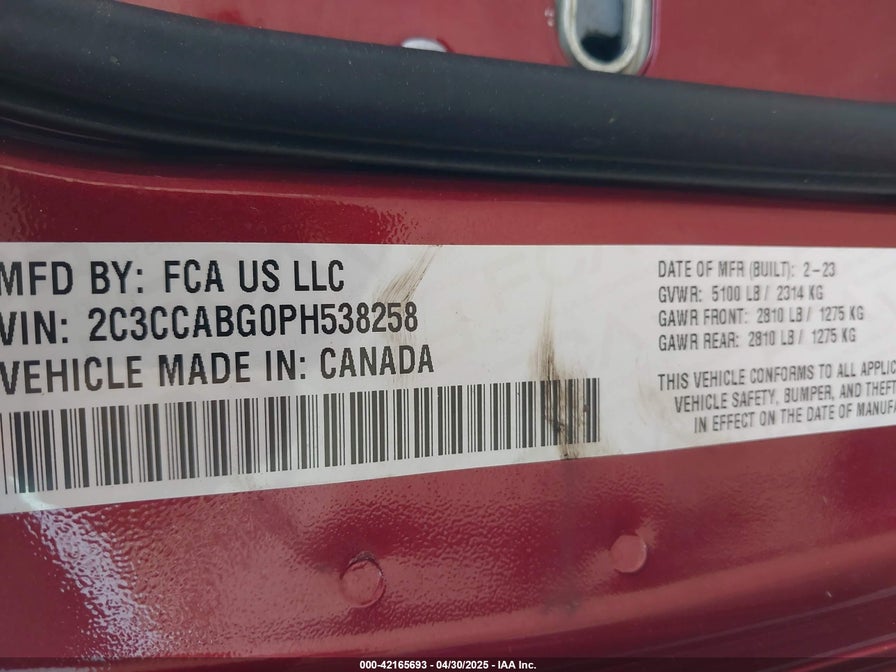 MFD BY: FCA US LLC
VIN: 2C3CCABG0PH538258
VEHICLE MADE IN: CANADA
DATE OF MFR (BUILT): 2-23
GVWR: 5100 LB / 2314 KG
GAWR FRONT: 2810 LB / 1275 KG
GAWR REAR: 2810 LB / 1275 KG
THIS VEHICLE CONFORMS TO ALL APPLIC
VEHICLE SAFETY, BUMPER, AND THEFT
IN EFFECT ON THE DATE OF MANUFA
000-42165693 - 04/30/2025 - IAA Inc.